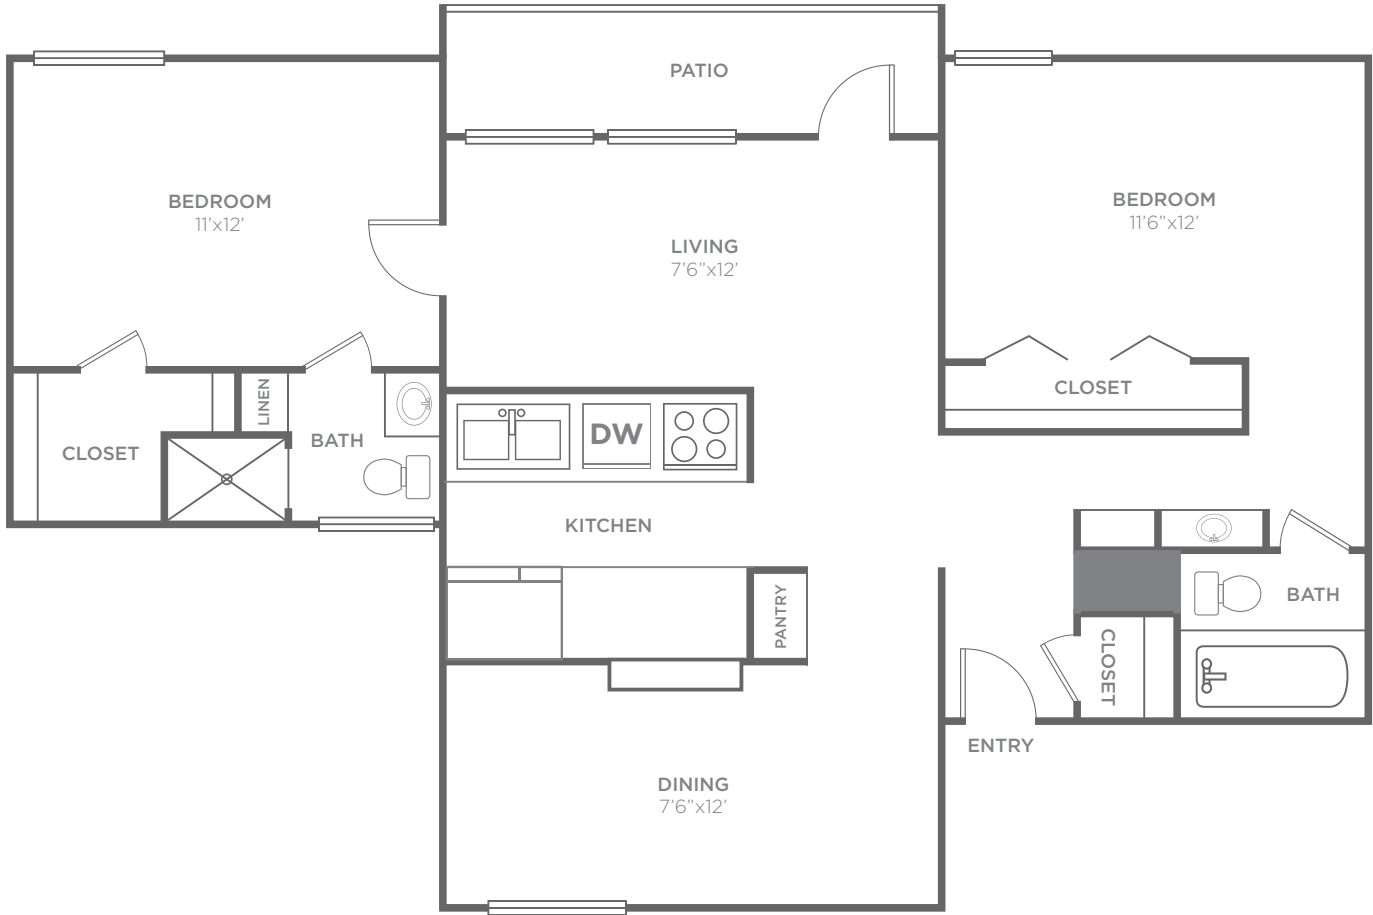 PATIO
BEDROOM
11’x12’
BEDROOM
11’6”x12’
LIVING
7’6”x12’
CLOSET
LINEN
BATH
CLOSET
DW
KITCHEN
PANTRY
BATH
CLOSET
ENTRY
DINING
7’6”x12’